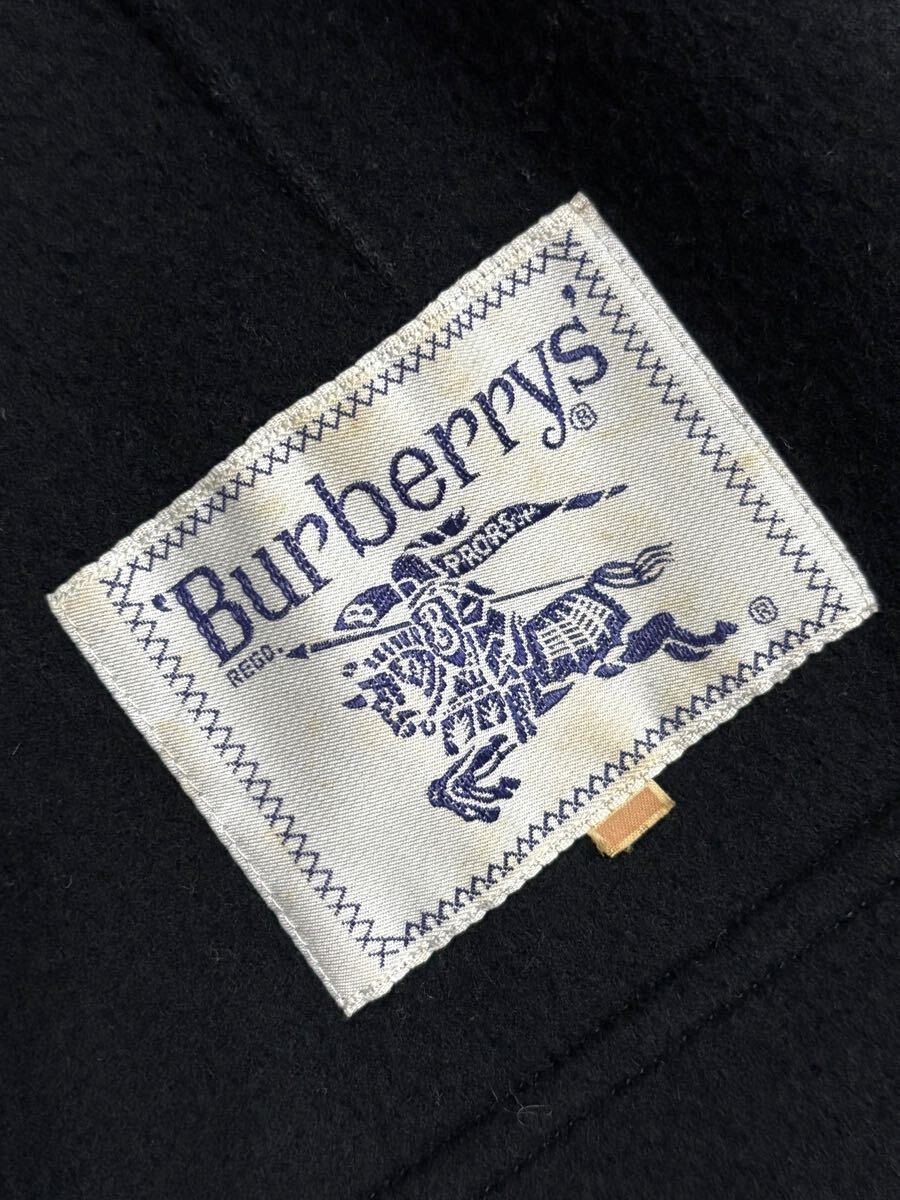 'Burberrys'®
PRORSUM
REGD.
®